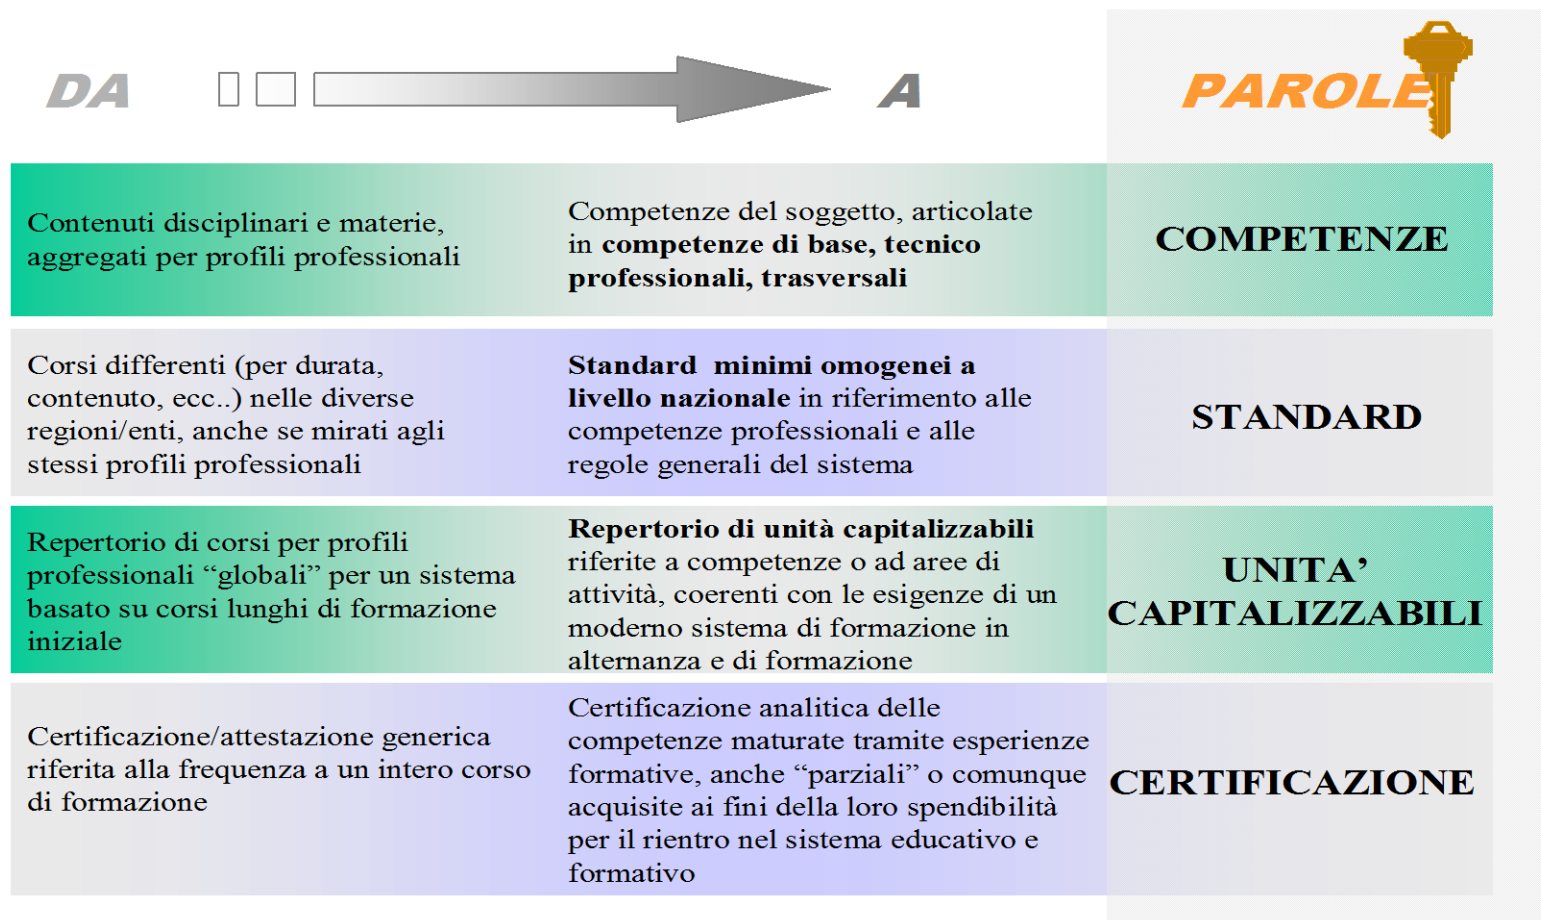 DA
A
PAROLE
Contenuti disciplinari e materie,
aggregati per profili professionali
Competenze del soggetto, articolate
in competenze di base, tecnico
professionali, trasversali
COMPETENZE
Corsi differenti (per durata,
contenuto, ecc..) nelle diverse
regioni/enti, anche se mirati agli
stessi profili professionali
Standard  minimi omogenei a
livello nazionale in riferimento alle
competenze professionali e alle
regole generali del sistema
STANDARD
Repertorio di corsi per profili
professionali “globali” per un sistema
basato su corsi lunghi di formazione
iniziale
Repertorio di unità capitalizzabili
riferite a competenze o ad aree di
attività, coerenti con le esigenze di un
moderno sistema di formazione in
alternanza e di formazione
UNITA’
CAPITALIZZABILI
Certificazione/attestazione generica
riferita alla frequenza a un intero corso
di formazione
Certificazione analitica delle
competenze maturate tramite esperienze
formative, anche “parziali” o comunque
acquisite ai fini della loro spendibilità
per il rientro nel sistema educativo e
formativo
CERTIFICAZIONE